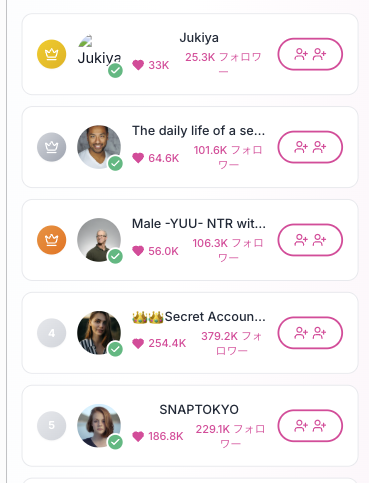 Jukiya
Jukiya
33K
25.3K フォロワ
ー
The daily life of a se...
64.6K
101.6K フォロ
ワー
Male -YUU- NTR wit...
56.0K
106.3K フォロ
ワー
4
👑👑Secret Accoun...
254.4K
379.2K フォ
ロワー
5
SNAPTOKYO
186.8K
229.1K フォロ
ワー